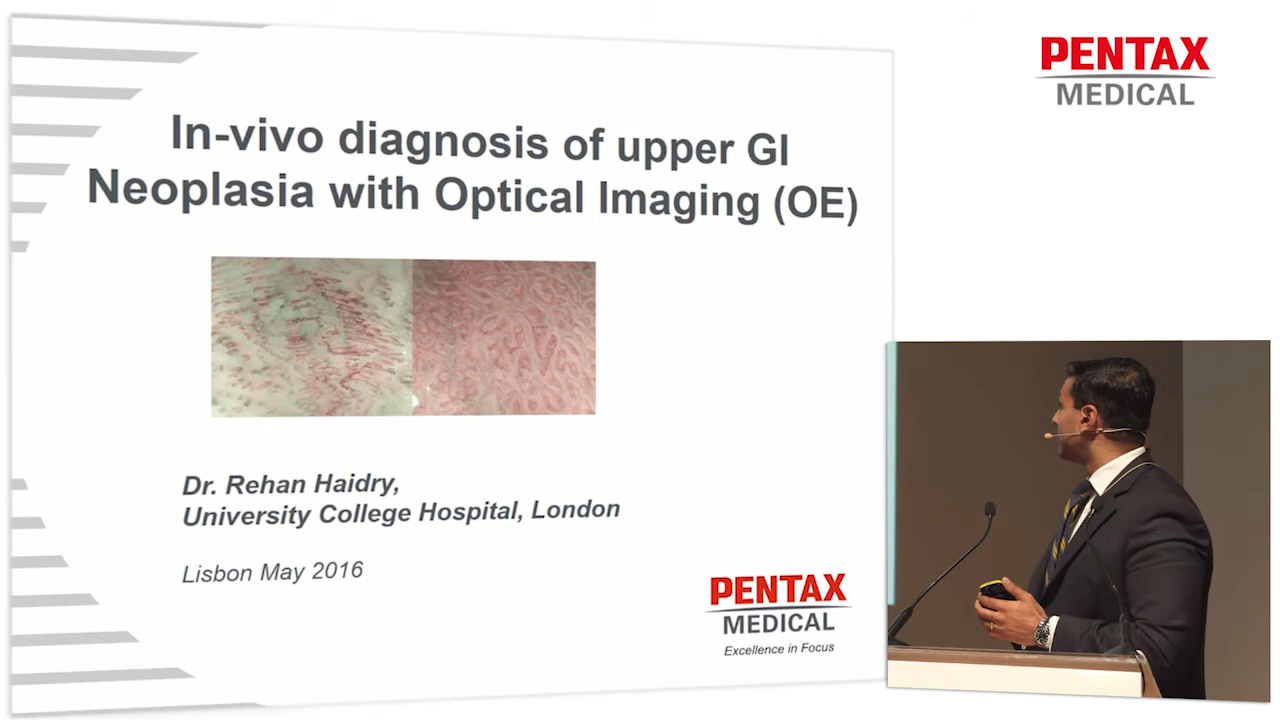 In-vivo diagnosis of upper GI
Neoplasia with Optical Imaging (OE)
Dr. Rehan Haidry,
University College Hospital, London
Lisbon May 2016
PENTAX
MEDICAL
Excellence in Focus
PENTAX
MEDICAL